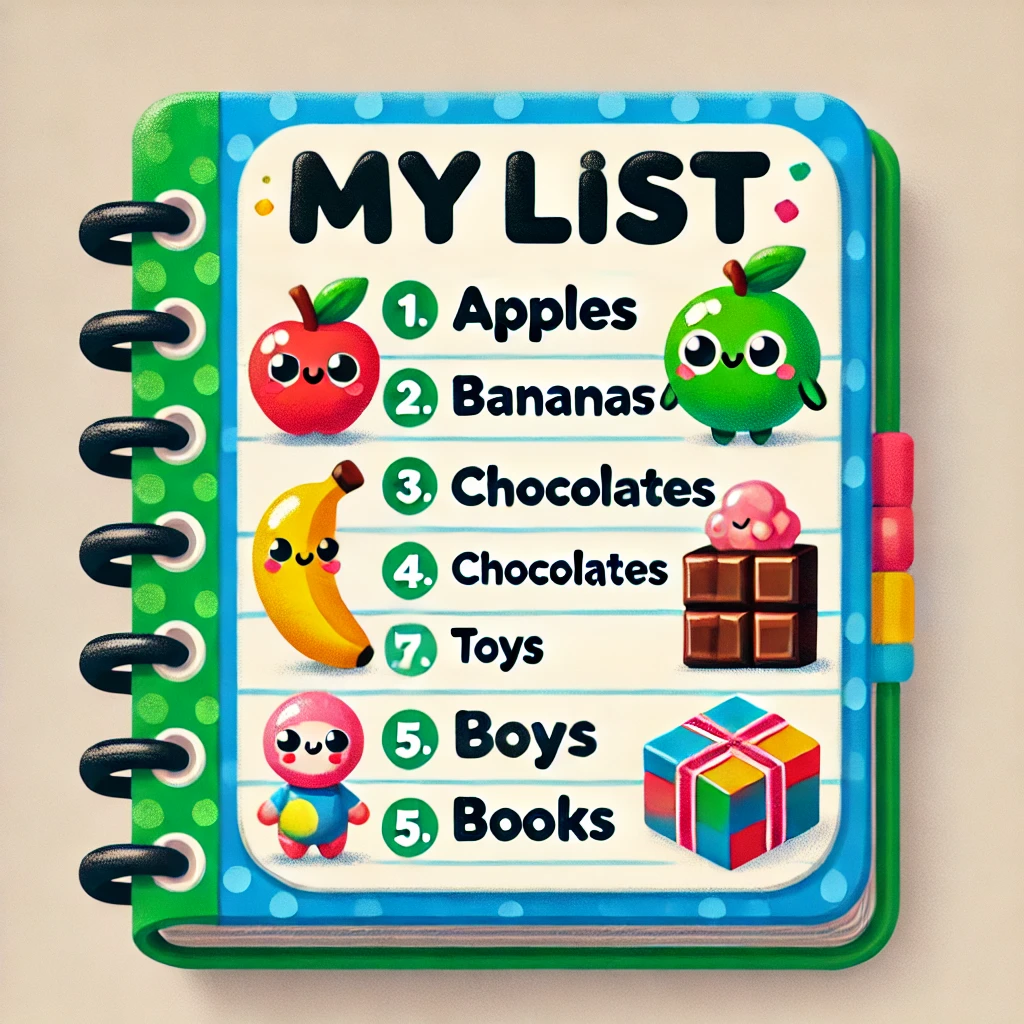 MY LiST
1. Apples
2. Bananas
3. Chocolates
4. Chocolates
7. Toys
5. Boys
5. Books